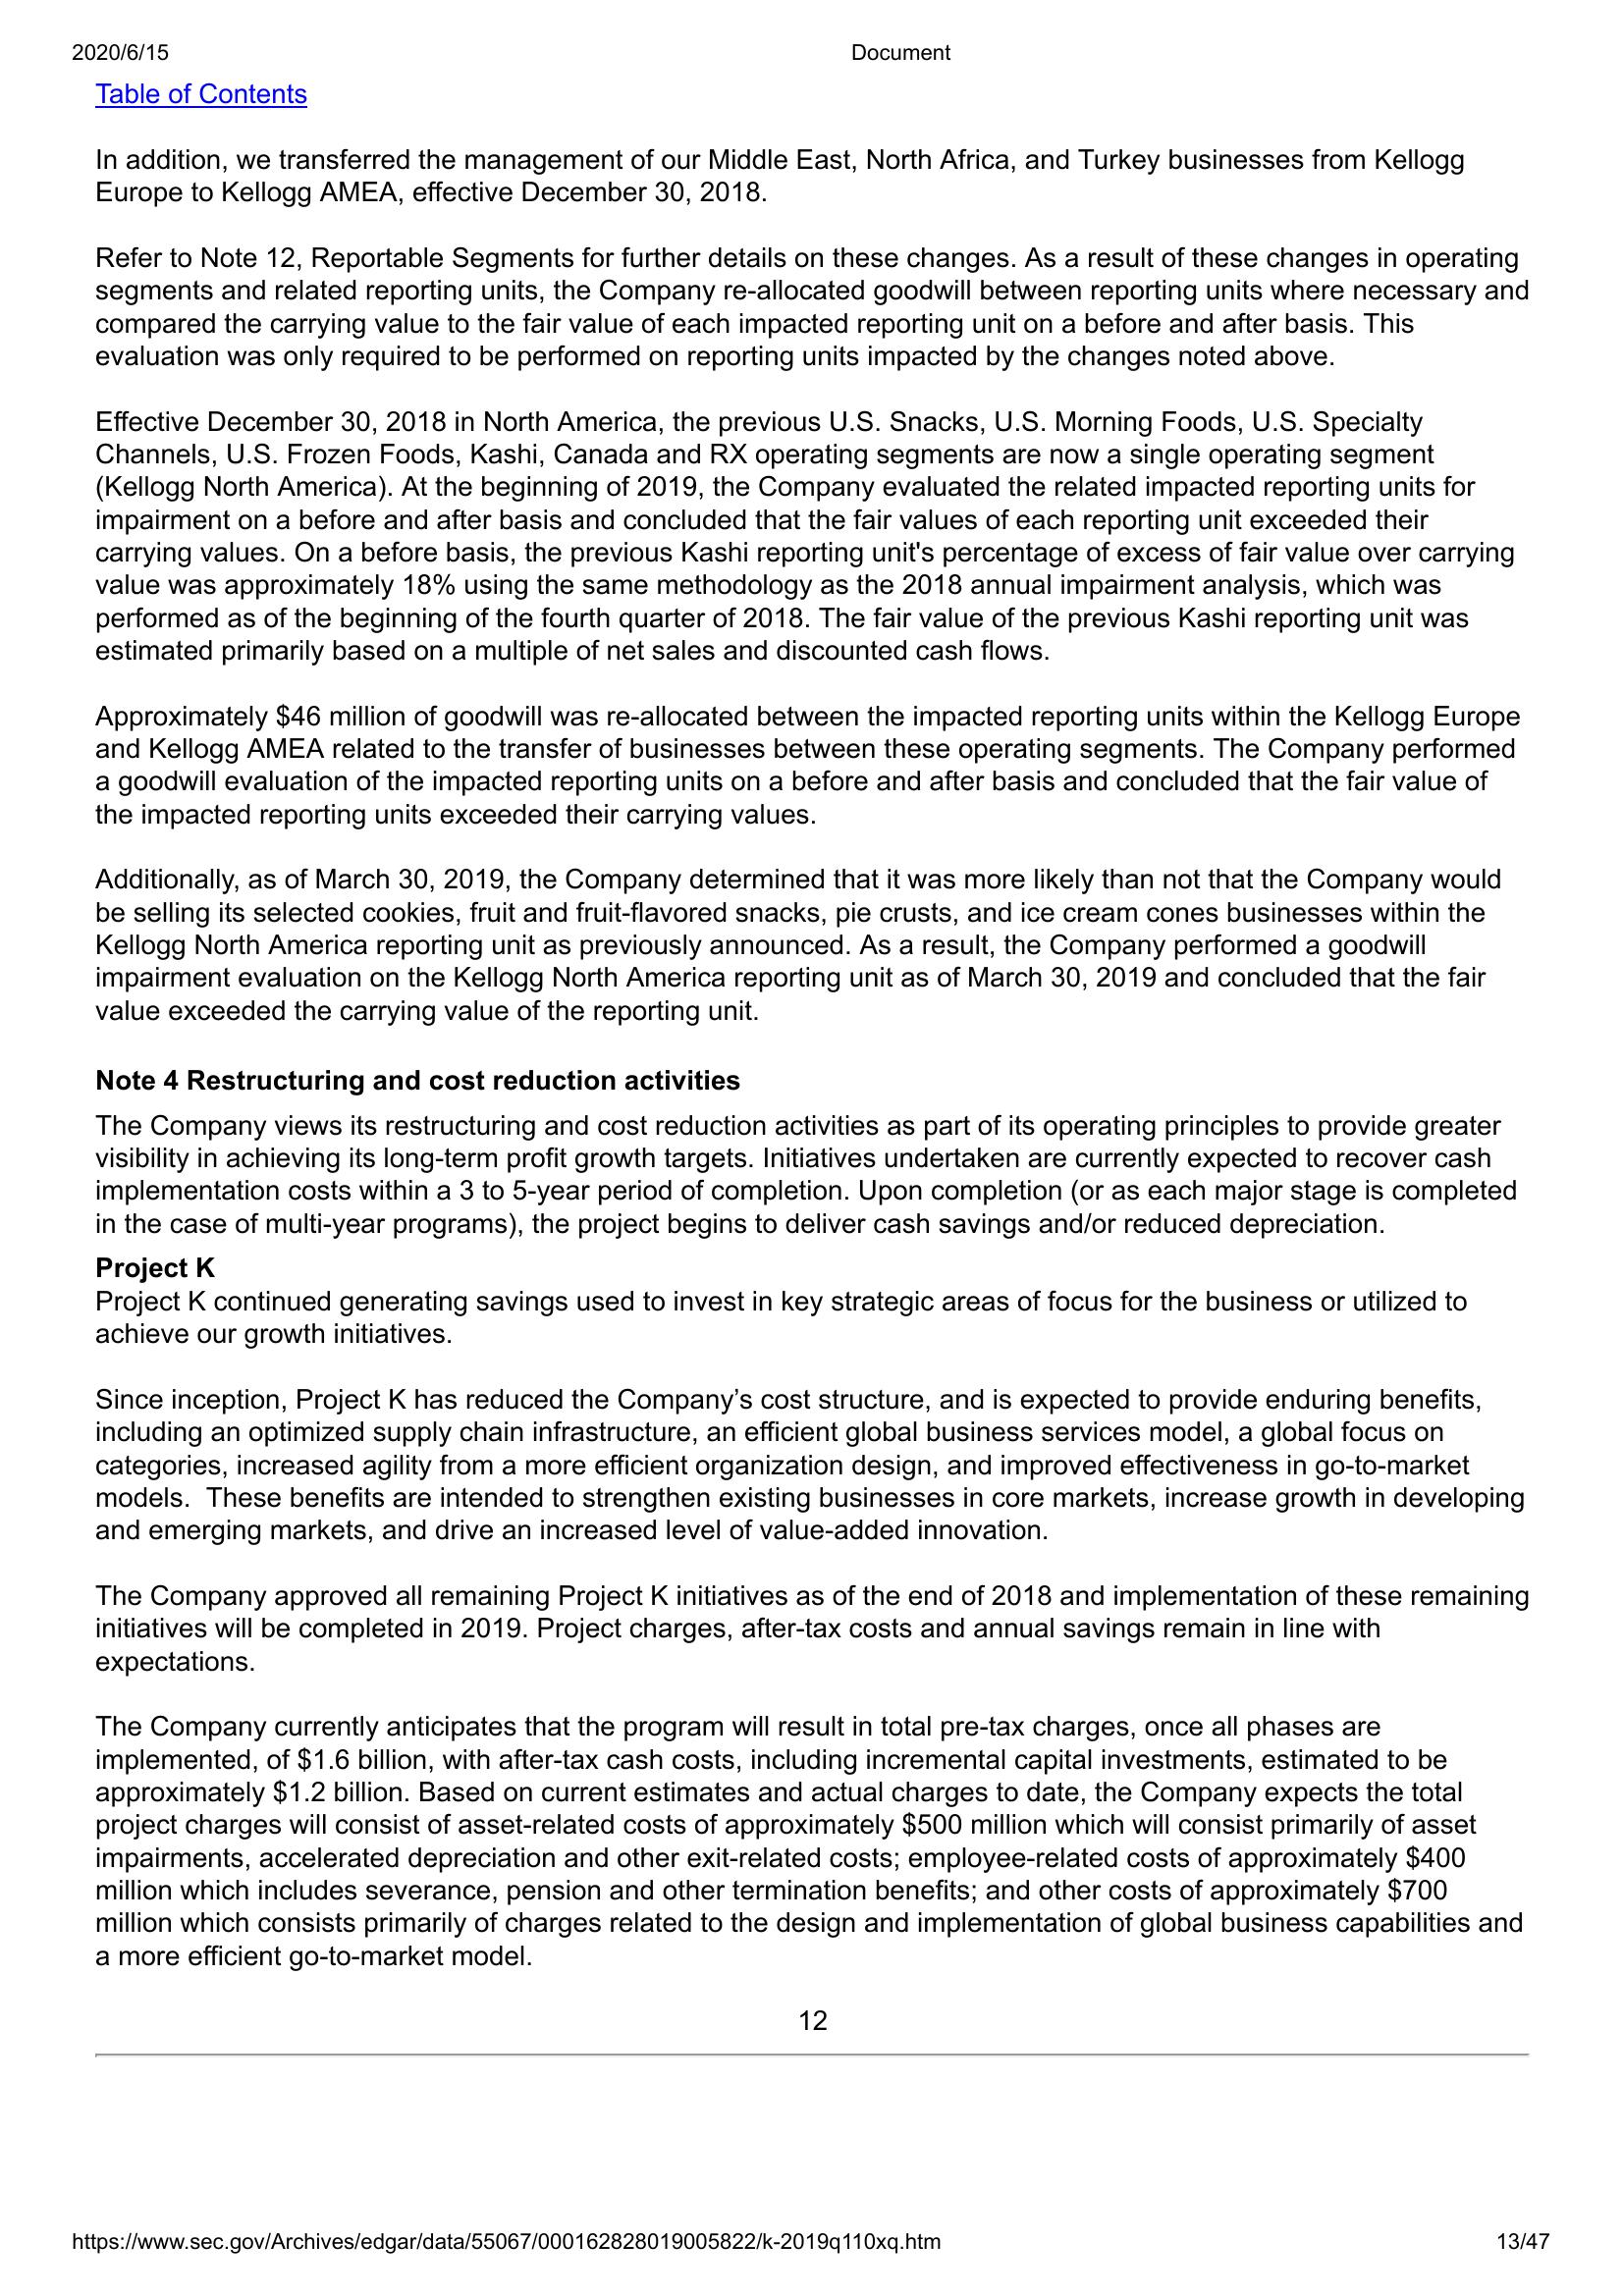 2020/6/15
Document
Table of Contents
In addition, we transferred the management of our Middle East, North Africa, and Turkey businesses from Kellogg
Europe to Kellogg AMEA, effective December 30, 2018.
Refer to Note 12, Reportable Segments for further details on these changes. As a result of these changes in operating
segments and related reporting units, the Company re-allocated goodwill between reporting units where necessary and
compared the carrying value to the fair value of each impacted reporting unit on a before and after basis. This
evaluation was only required to be performed on reporting units impacted by the changes noted above.
Effective December 30, 2018 in North America, the previous U.S. Snacks, U.S. Morning Foods, U.S. Specialty
Channels, U.S. Frozen Foods, Kashi, Canada and RX operating segments are now a single operating segment
(Kellogg North America). At the beginning of 2019, the Company evaluated the related impacted reporting units for
impairment on a before and after basis and concluded that the fair values of each reporting unit exceeded their
carrying values. On a before basis, the previous Kashi reporting unit's percentage of excess of fair value over carrying
value was approximately 18% using the same methodology as the 2018 annual impairment analysis, which was
performed as of the beginning of the fourth quarter of 2018. The fair value of the previous Kashi reporting unit was
estimated primarily based on a multiple of net sales and discounted cash flows.
Approximately $46 million of goodwill was re-allocated between the impacted reporting units within the Kellogg Europe
and Kellogg AMEA related to the transfer of businesses between these operating segments. The Company performed
a goodwill evaluation of the impacted reporting units on a before and after basis and concluded that the fair value of
the impacted reporting units exceeded their carrying values.
Additionally, as of March 30, 2019, the Company determined that it was more likely than not that the Company would
be selling its selected cookies, fruit and fruit-flavored snacks, pie crusts, and ice cream cones businesses within the
Kellogg North America reporting unit as previously announced. As a result, the Company performed a goodwill
impairment evaluation on the Kellogg North America reporting unit as of March 30, 2019 and concluded that the fair
value exceeded the carrying value of the reporting unit.
Note 4 Restructuring and cost reduction activities
The Company views its restructuring and cost reduction activities as part of its operating principles to provide greater
visibility in achieving its long-term profit growth targets. Initiatives undertaken are currently expected to recover cash
implementation costs within a 3 to 5-year period of completion. Upon completion (or as each major stage is completed
in the case of multi-year programs), the project begins to deliver cash savings and/or reduced depreciation.
Project K
Project K continued generating savings used to invest in key strategic areas of focus for the business or utilized to
achieve our growth initiatives.
Since inception, Project K has reduced the Company’s cost structure, and is expected to provide enduring benefits,
including an optimized supply chain infrastructure, an efficient global business services model, a global focus on
categories, increased agility from a more efficient organization design, and improved effectiveness in go-to-market
models.  These benefits are intended to strengthen existing businesses in core markets, increase growth in developing
and emerging markets, and drive an increased level of value-added innovation.
The Company approved all remaining Project K initiatives as of the end of 2018 and implementation of these remaining
initiatives will be completed in 2019. Project charges, after-tax costs and annual savings remain in line with
expectations.
The Company currently anticipates that the program will result in total pre-tax charges, once all phases are
implemented, of $1.6 billion, with after-tax cash costs, including incremental capital investments, estimated to be
approximately $1.2 billion. Based on current estimates and actual charges to date, the Company expects the total
project charges will consist of asset-related costs of approximately $500 million which will consist primarily of asset
impairments, accelerated depreciation and other exit-related costs; employee-related costs of approximately $400
million which includes severance, pension and other termination benefits; and other costs of approximately $700
million which consists primarily of charges related to the design and implementation of global business capabilities and
a more efficient go-to-market model.
12
https://www.sec.gov/Archives/edgar/data/55067/000162828019005822/k-2019q110xq.htm
13/47